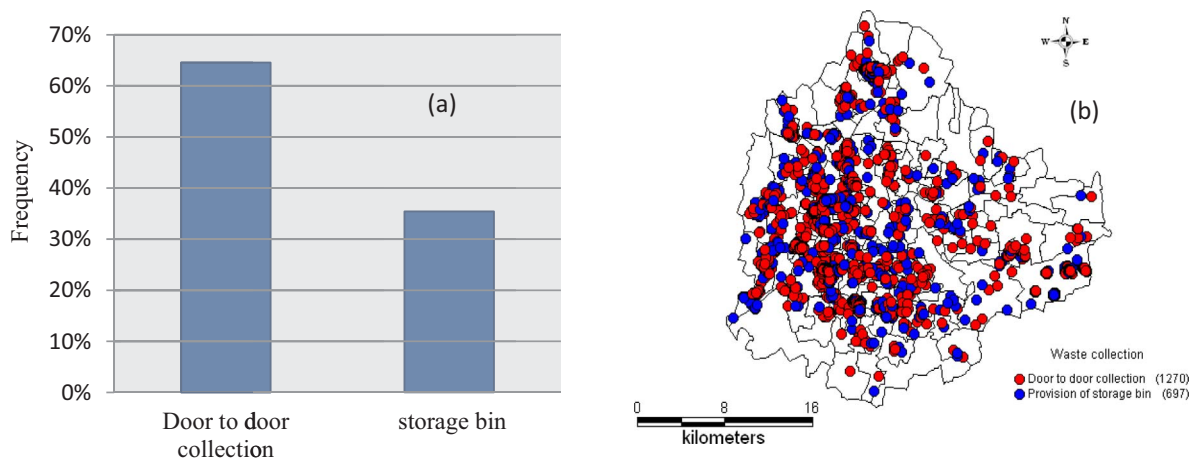 70%
60%
50%
40%
30%
20%
10%
0%
Frequency
(a)
Door to door
collection
storage bin
N
W E
S
(b)
Waste collection
Door to door collection (1270)
Provision of storage bin (697)
0 8 16
kilometers